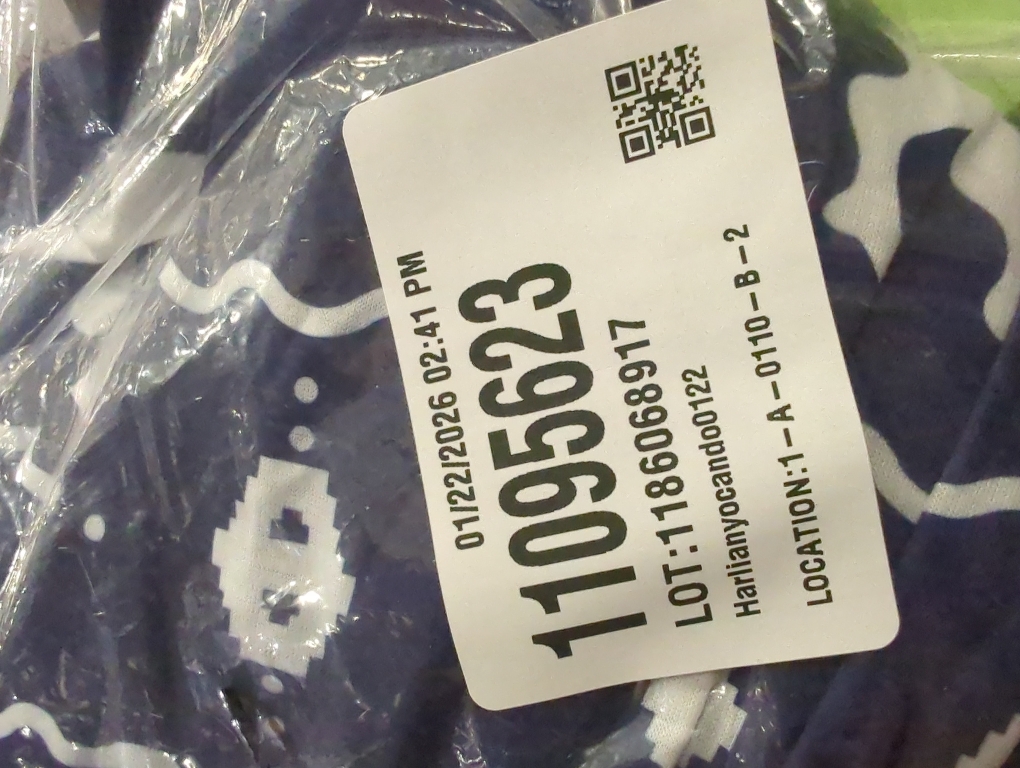 01/22/2026 02:41 PM
11095623
LOT:1186068917
Harlianyocando0122
LOCATION:1-A-0110-B-2